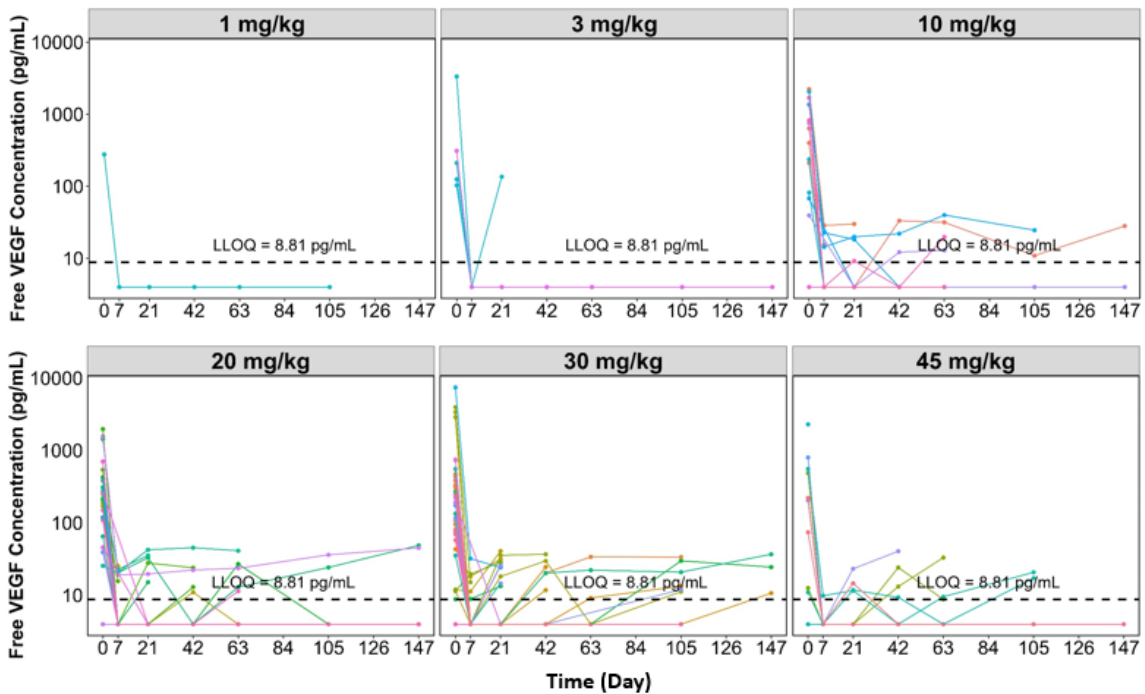 1 mg/kg 3 mg/kg 10 mg/kg
Free VEGF Concentration (pg/mL)
10000
1000
100
10
LLOQ = 8.81 pg/mL LLOQ = 8.81 pg/mL LLOQ = 8.81 pg/mL
0 7 21 42 63 84 105 126 147 0 7 21 42 63 84 105 126 147 0 7 21 42 63 84 105 126 147
20 mg/kg 30 mg/kg 45 mg/kg
Free VEGF Concentration (pg/mL)
10000
1000
100
10
LLOQ = 8.81 pg/mL LLOQ = 8.81 pg/mL LLOQ = 8.81 pg/mL
0 7 21 42 63 84 105 126 147 0 7 21 42 63 84 105 126 147 0 7 21 42 63 84 105 126 147
Time (Day)